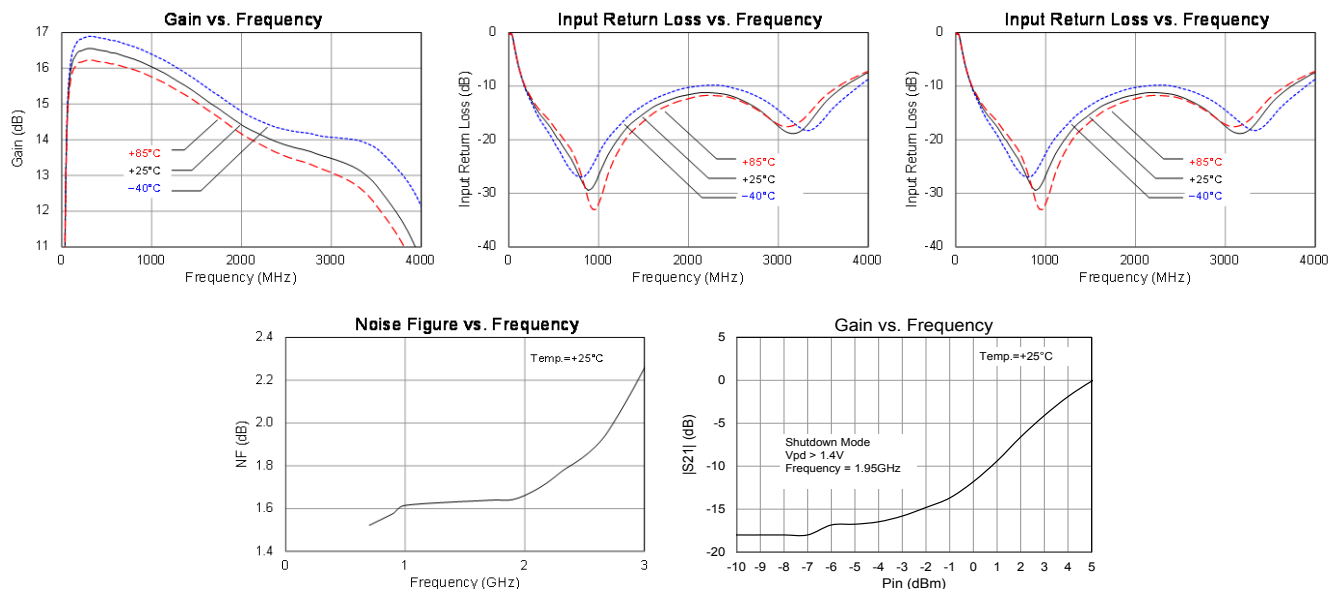 Gain vs. Frequency
17
16
15
14
13
12
11
Gain (dB)
+85°C
+25°C
−40°C
0
1000
2000
3000
4000
Frequency (MHz)
Input Return Loss vs. Frequency
0
-10
-20
-30
-40
Input Return Loss (dB)
+85°C
+25°C
−40°C
0
1000
2000
3000
4000
Frequency (MHz)
Input Return Loss vs. Frequency
0
-10
-20
-30
-40
Input Return Loss (dB)
+85°C
+25°C
−40°C
0
1000
2000
3000
4000
Frequency (MHz)
Noise Figure vs. Frequency
2.4
2.2
2.0
1.8
1.6
1.4
NF (dB)
Temp.=+25°C
0
1
2
3
Frequency (GHz)
Gain vs. Frequency
5
0
-5
-10
-15
-20
|S21| (dB)
Temp.=+25°C
Shutdown Mode
Vpd > 1.4V
Frequency = 1.95GHz
-10 -9 -8 -7 -6 -5 -4 -3 -2 -1 0 1 2 3 4 5
Pin (dBm)